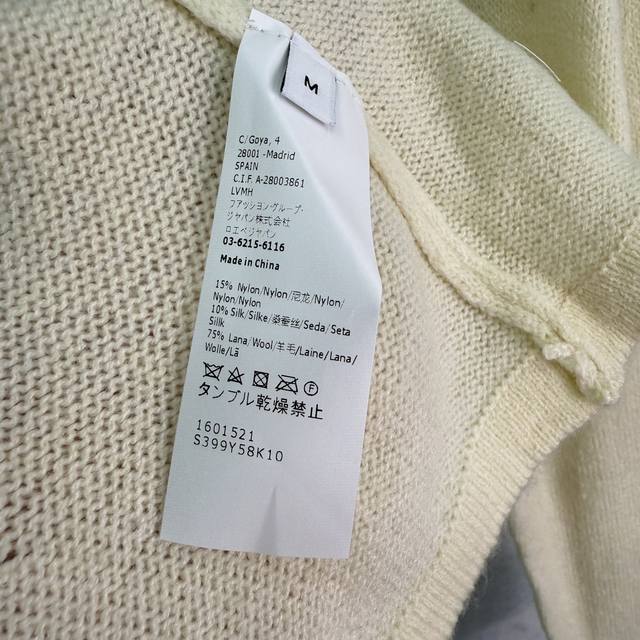 M
C/Goya, 4
28001 -Madrid
SPAIN
C.I.F. A-28003861
LVMH
ファッション・グループ・
ジャパン株式会社
ロエベジャパン
03-6215-6116
Made in China
15% Nylon/Nylon/尼龙/Nylon/
Nylon/Nylon
10% Silk/Silke/桑蚕丝/Seda/Seta
Silk
75% Lana/Wool/羊毛/Laine/Lana/
Wolle/Lã
F
タンブル乾燥禁止
1601521
S399Y58K10